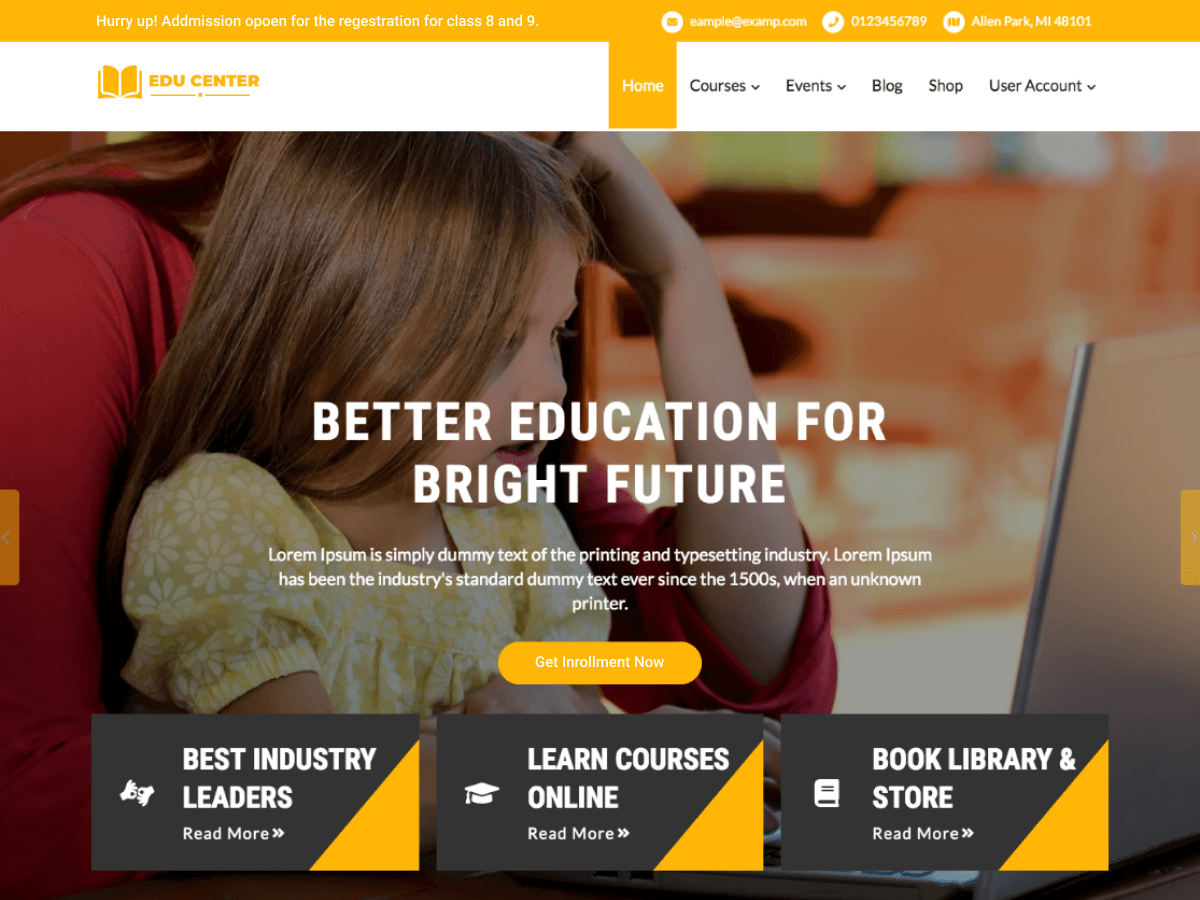 Hurry up! Addmission opoen for the regestration for class 8 and 9.
eample@examp.com 0123456789 Allen Park, MI 48101
EDU CENTER
Home Courses Events Blog Shop User Account
BETTER EDUCATION FOR
BRIGHT FUTURE
Lorem Ipsum is simply dummy text of the printing and typesetting industry. Lorem Ipsum
has been the industry's standard dummy text ever since the 1500s, when an unknown
printer.
Get Inrollment Now
BEST INDUSTRY
LEADERS
Read More
LEARN COURSES
ONLINE
Read More
BOOK LIBRARY &
STORE
Read More